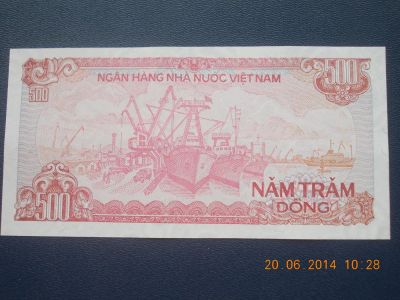 NGÂN HÀNG NHÀ NƯỚC VIỆT NAM
500
500
500
NĂM TRĂM
ĐỒNG
20.06.2014 10:28